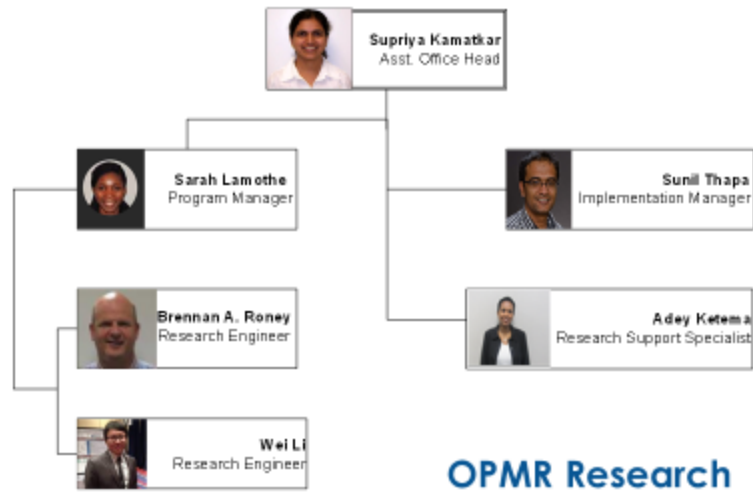 Supriya Kamatkar
Asst. Office Head
Sarah Lamothe
Program Manager
Sunil Thapa
Implementation Manager
Brennan A. Roney
Research Engineer
Adey Ketema
Research Support Specialist
Wei Li
Research Engineer
OPMR Research